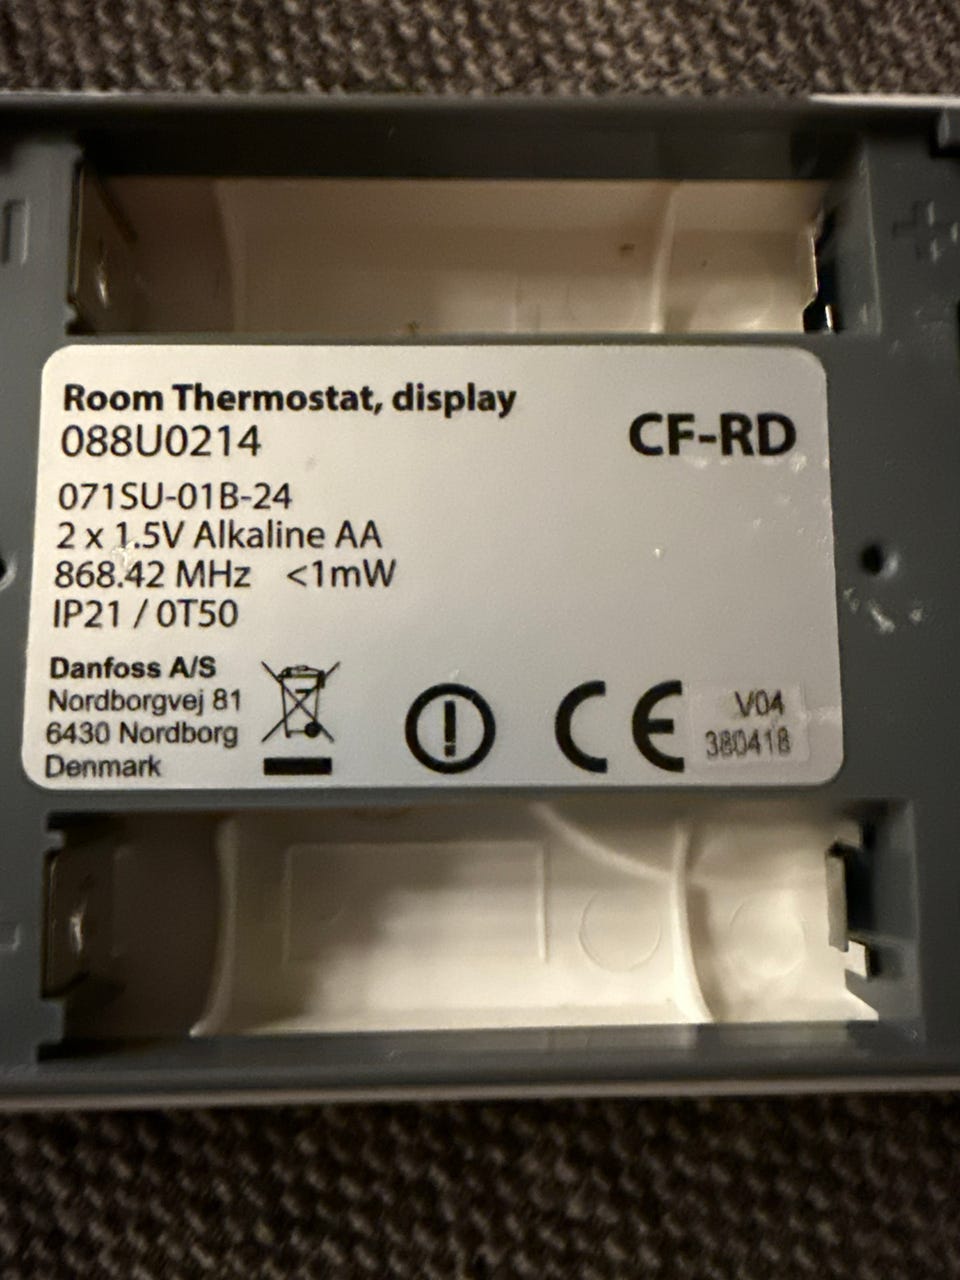 Room Thermostat, display
088U0214
CF-RD
071SU-01B-24
2 x 1.5V Alkaline AA
868.42 MHz <1mW
IP21 / 0T50
Danfoss A/S
Nordborgvej 81
6430 Nordborg
Denmark
CE
V04
380418